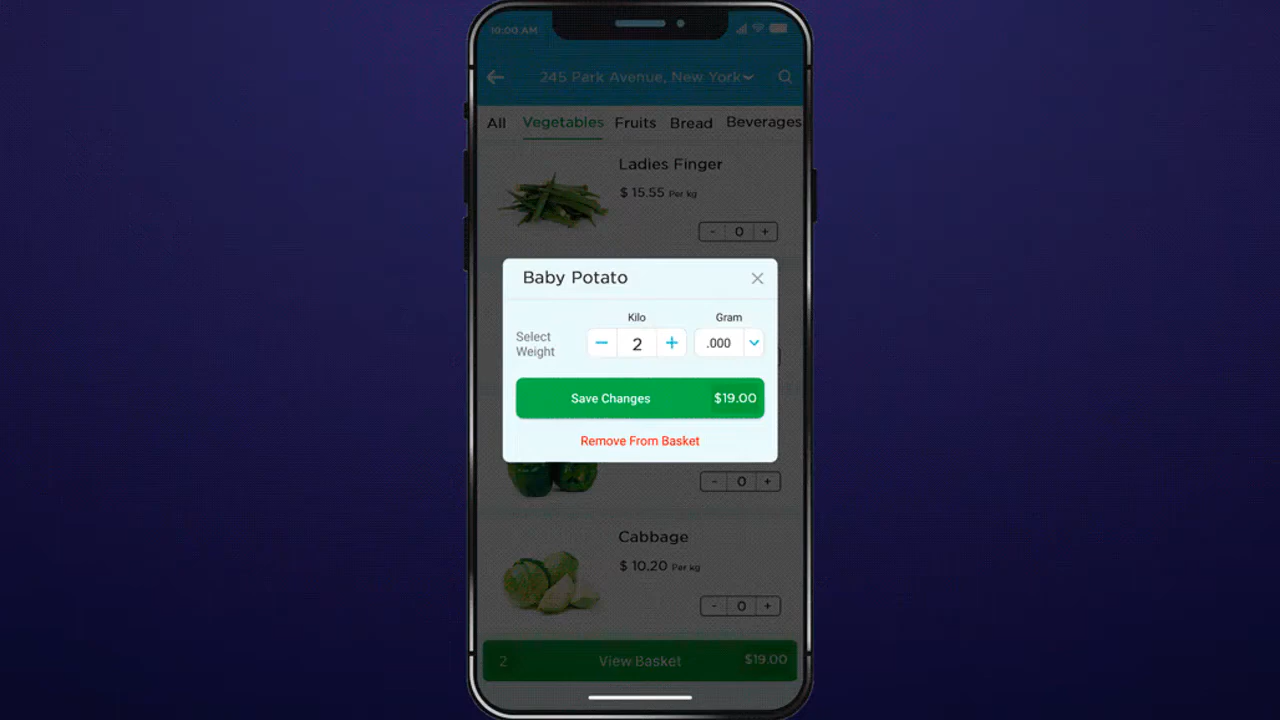 10:00 AM
245 Park Avenue, New York
All Vegetables Fruits Bread Beverages
Ladies Finger
$ 15.55 Per kg
- 0 +
Baby Potato
Kilo Gram
Select
Weight
2 .000
Save Changes $19.00
Remove From Basket
- 0 +
Cabbage
$ 10.20 Per kg
- 0 +
2 View Basket $19.00